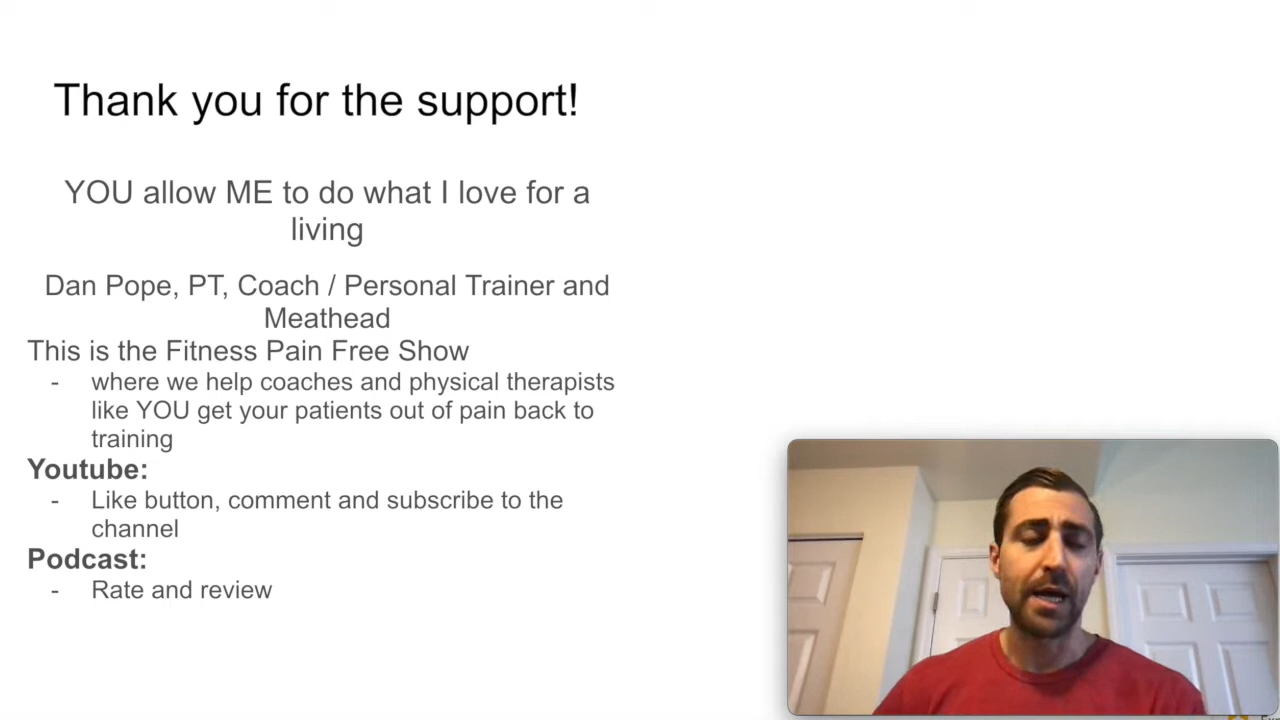 Thank you for the support!
YOU allow ME to do what I love for a
living
Dan Pope, PT, Coach / Personal Trainer and
Meathead
This is the Fitness Pain Free Show
- where we help coaches and physical therapists
like YOU get your patients out of pain back to
training
Youtube:
- Like button, comment and subscribe to the
channel
Podcast:
- Rate and review